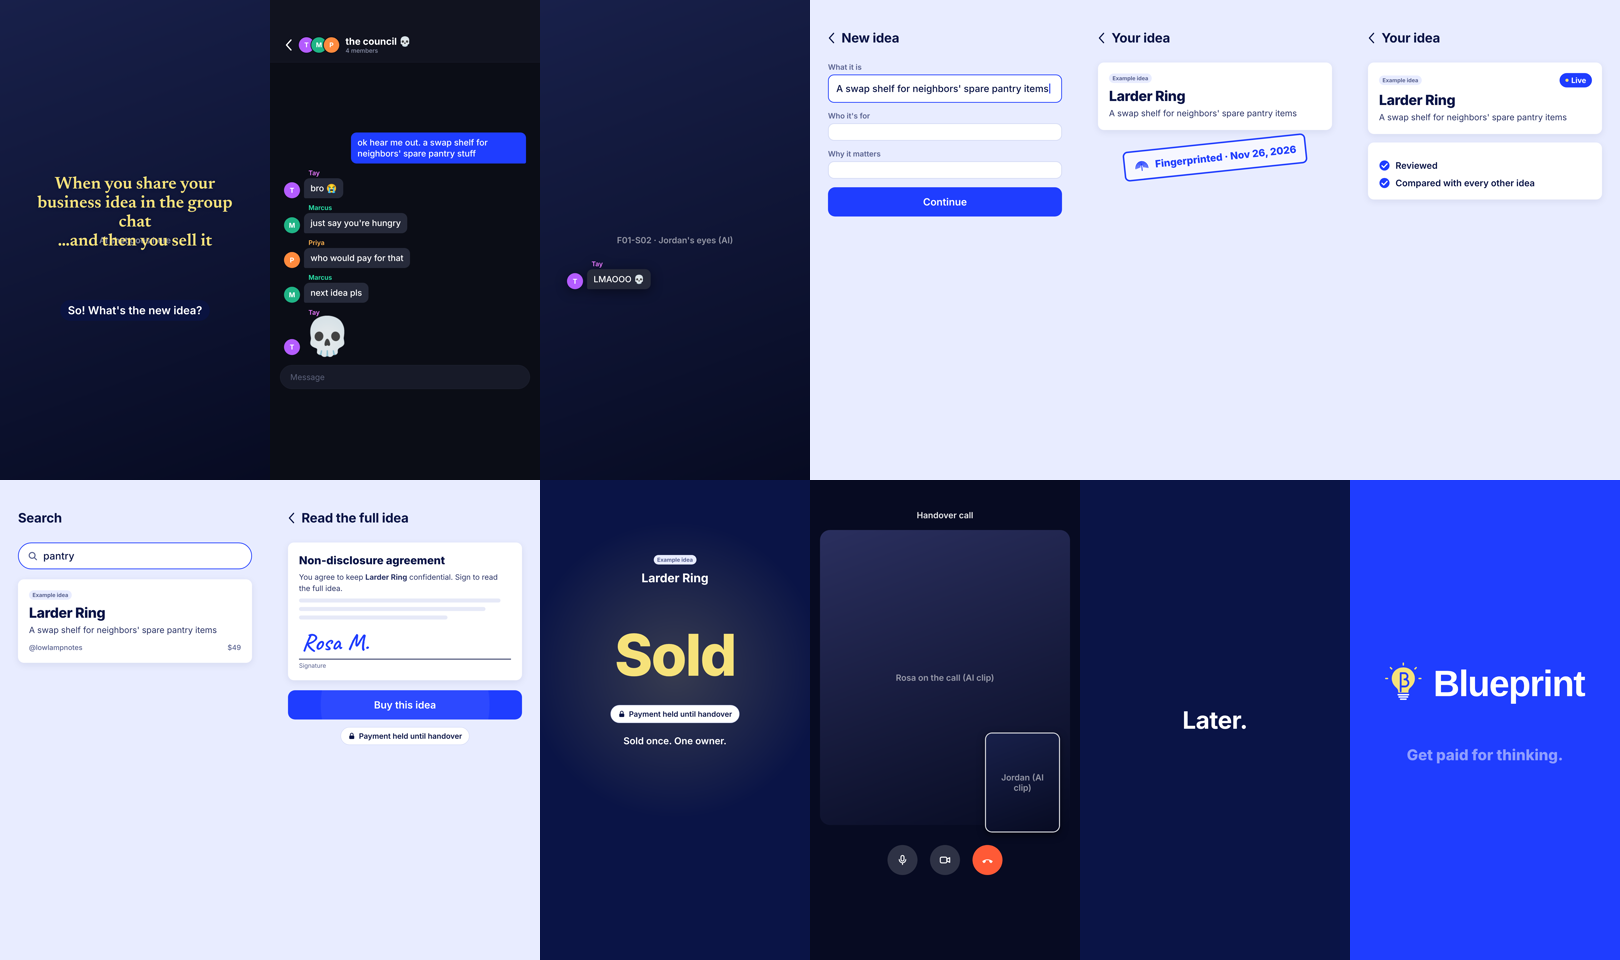 When you share your
business idea in the group
chat
...and then you sell it
So! What's the new idea?
the council 💀
4 members
ok hear me out. a swap shelf for
neighbors' spare pantry stuff
Tay
bro 😭
Marcus
just say you're hungry
Priya
who would pay for that
Marcus
next idea pls
Tay
💀
Message
F01-S02 · Jordan's eyes (AI)
Tay
LMAOOO 💀
New idea
What it is
A swap shelf for neighbors' spare pantry items
Who it's for
Why it matters
Continue
Your idea
Example idea
Larder Ring
A swap shelf for neighbors' spare pantry items
Fingerprinted · Nov 26, 2026
Your idea
Example idea
Live
Larder Ring
A swap shelf for neighbors' spare pantry items
Reviewed
Compared with every other idea
Search
pantry
Example idea
Larder Ring
A swap shelf for neighbors' spare pantry items
@lowlampnotes
$49
Read the full idea
Non-disclosure agreement
You agree to keep Larder Ring confidential. Sign to read
the full idea.
Rosa M.
Signature
Buy this idea
Payment held until handover
Example idea
Larder Ring
Sold
Payment held until handover
Sold once. One owner.
Handover call
Rosa on the call (AI clip)
Jordan (AI
clip)
Later.
Blueprint
Get paid for thinking.